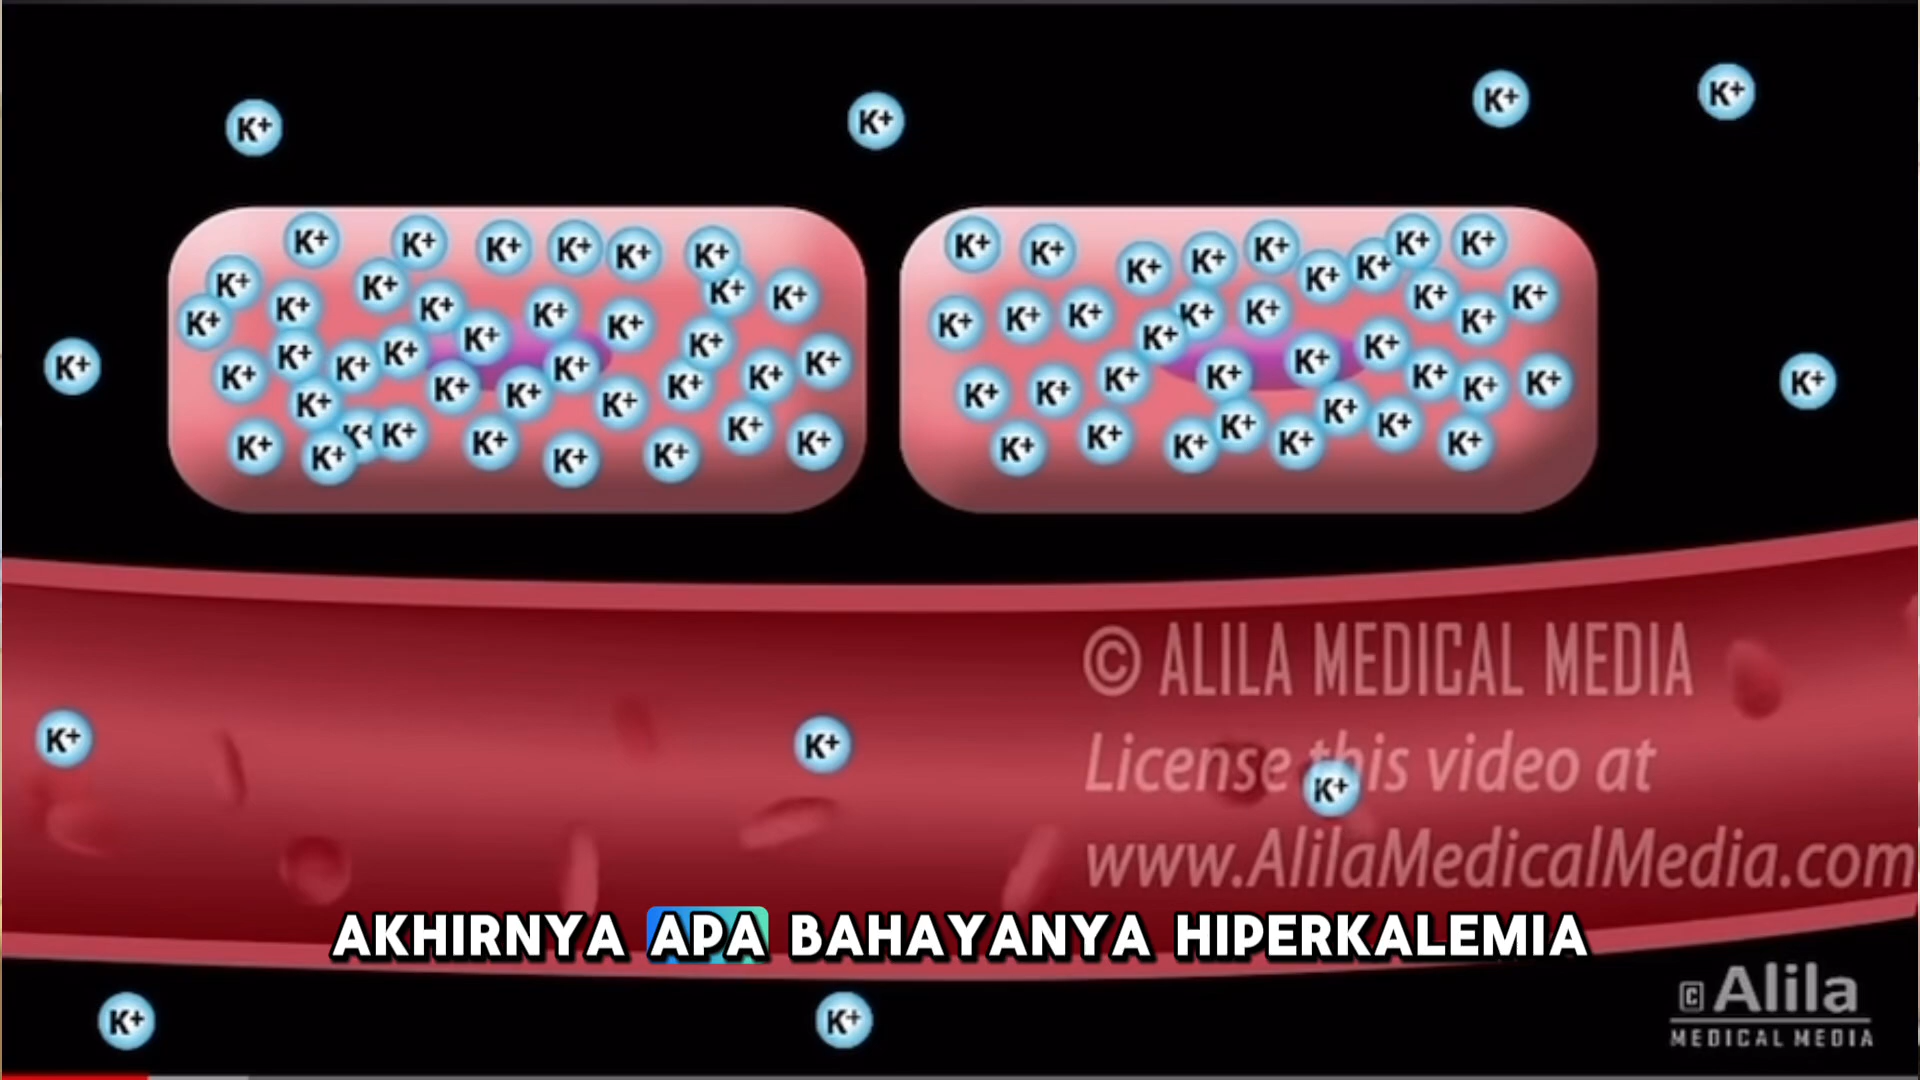 K+ K+ K+ K+
K+ K+ K+ K+ K+ K+ K+ K+ K+ K+ K+ K+ K+ K+ K+
K+ K+ K+ K+ K+ K+ K+ K+ K+ K+ K+ K+ K+ K+ K+ K+ K+ K+ K+ K+ K+ K+
K+ K+ K+ K+ K+ K+ K+ K+ K+ K+ K+ K+ K+ K+ K+ K+ K+ K+ K+ K+ K+ K+ K+ K+
K+ K+ K+ K+ K+ K+ K+ K+ K+ K+ K+ K+ K+ K+ K+ K+ K+
© ALILA MEDICAL MEDIA
K+ K+
License this video at
K+
www.AlilaMedicalMedia.com
AKHIRNYA APA BAHAYANYA HIPERKALEMIA
K+ K+
© Alila
MEDICAL MEDIA